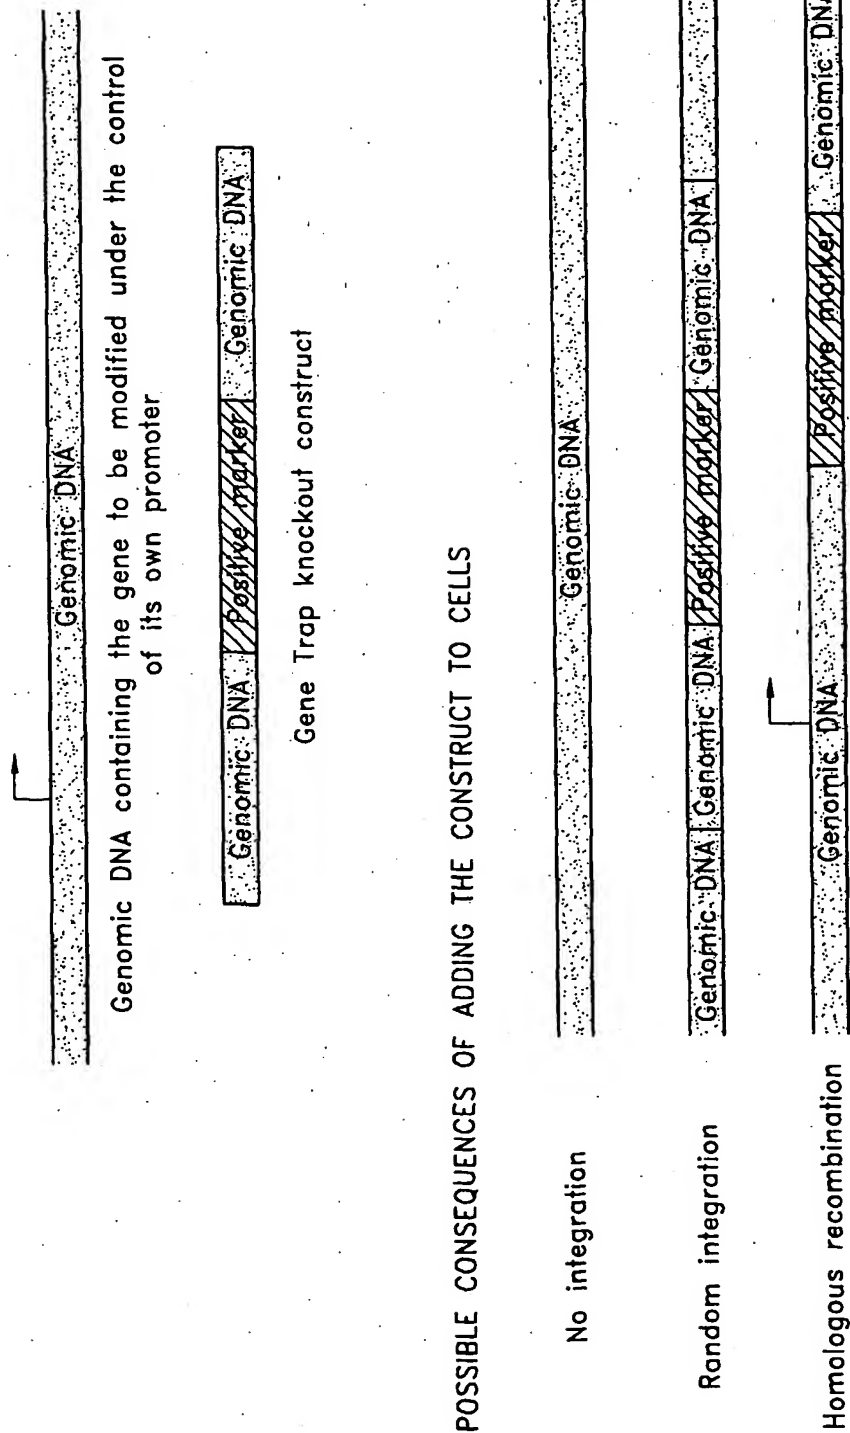 Genomic DNA
Genomic DNA containing the gene to be modified under the control
of its own promoter
Genomic DNA Positive marker Genomic DNA
Gene Trap knockout construct
POSSIBLE CONSEQUENCES OF ADDING THE CONSTRUCT TO CELLS
No integration Genomic DNA
Random integration Genomic DNA Genomic DNA Positive marker Genomic DNA
Homologous recombination Genomic DNA Positive marker Genomic DNA